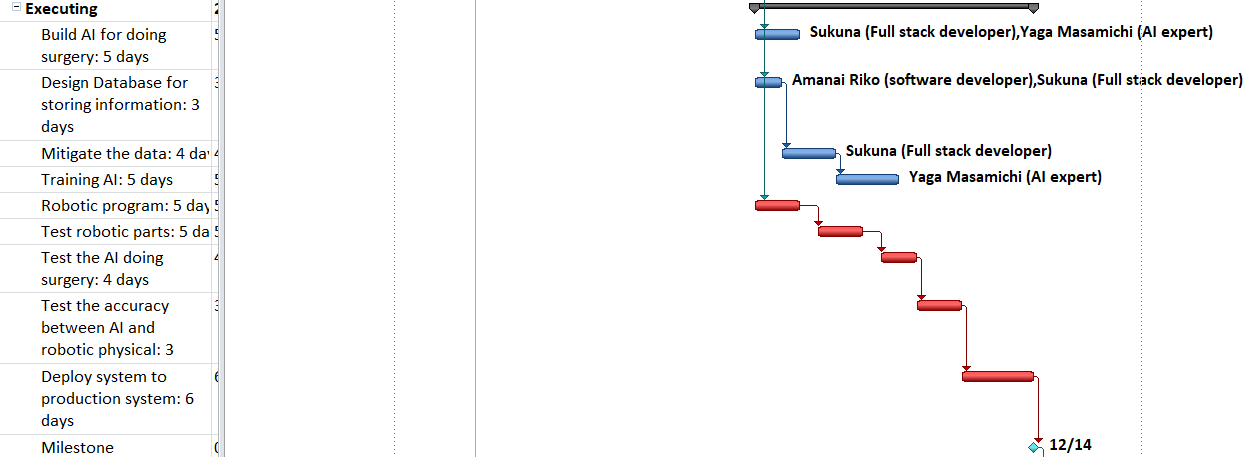 Executing
Build AI for doing
surgery: 5 days
Sukuna (Full stack developer),Yaga Masamichi (AI expert)
Design Database for
storing information: 3
days
Amanai Riko (software developer),Sukuna (Full stack developer)
Mitigate the data: 4 da
Sukuna (Full stack developer)
Training AI: 5 days
Yaga Masamichi (AI expert)
Robotic program: 5 day
Test robotic parts: 5 da
Test the AI doing
surgery: 4 days
Test the accuracy
between AI and
robotic physical: 3
Deploy system to
production system: 6
days
Milestone
12/14